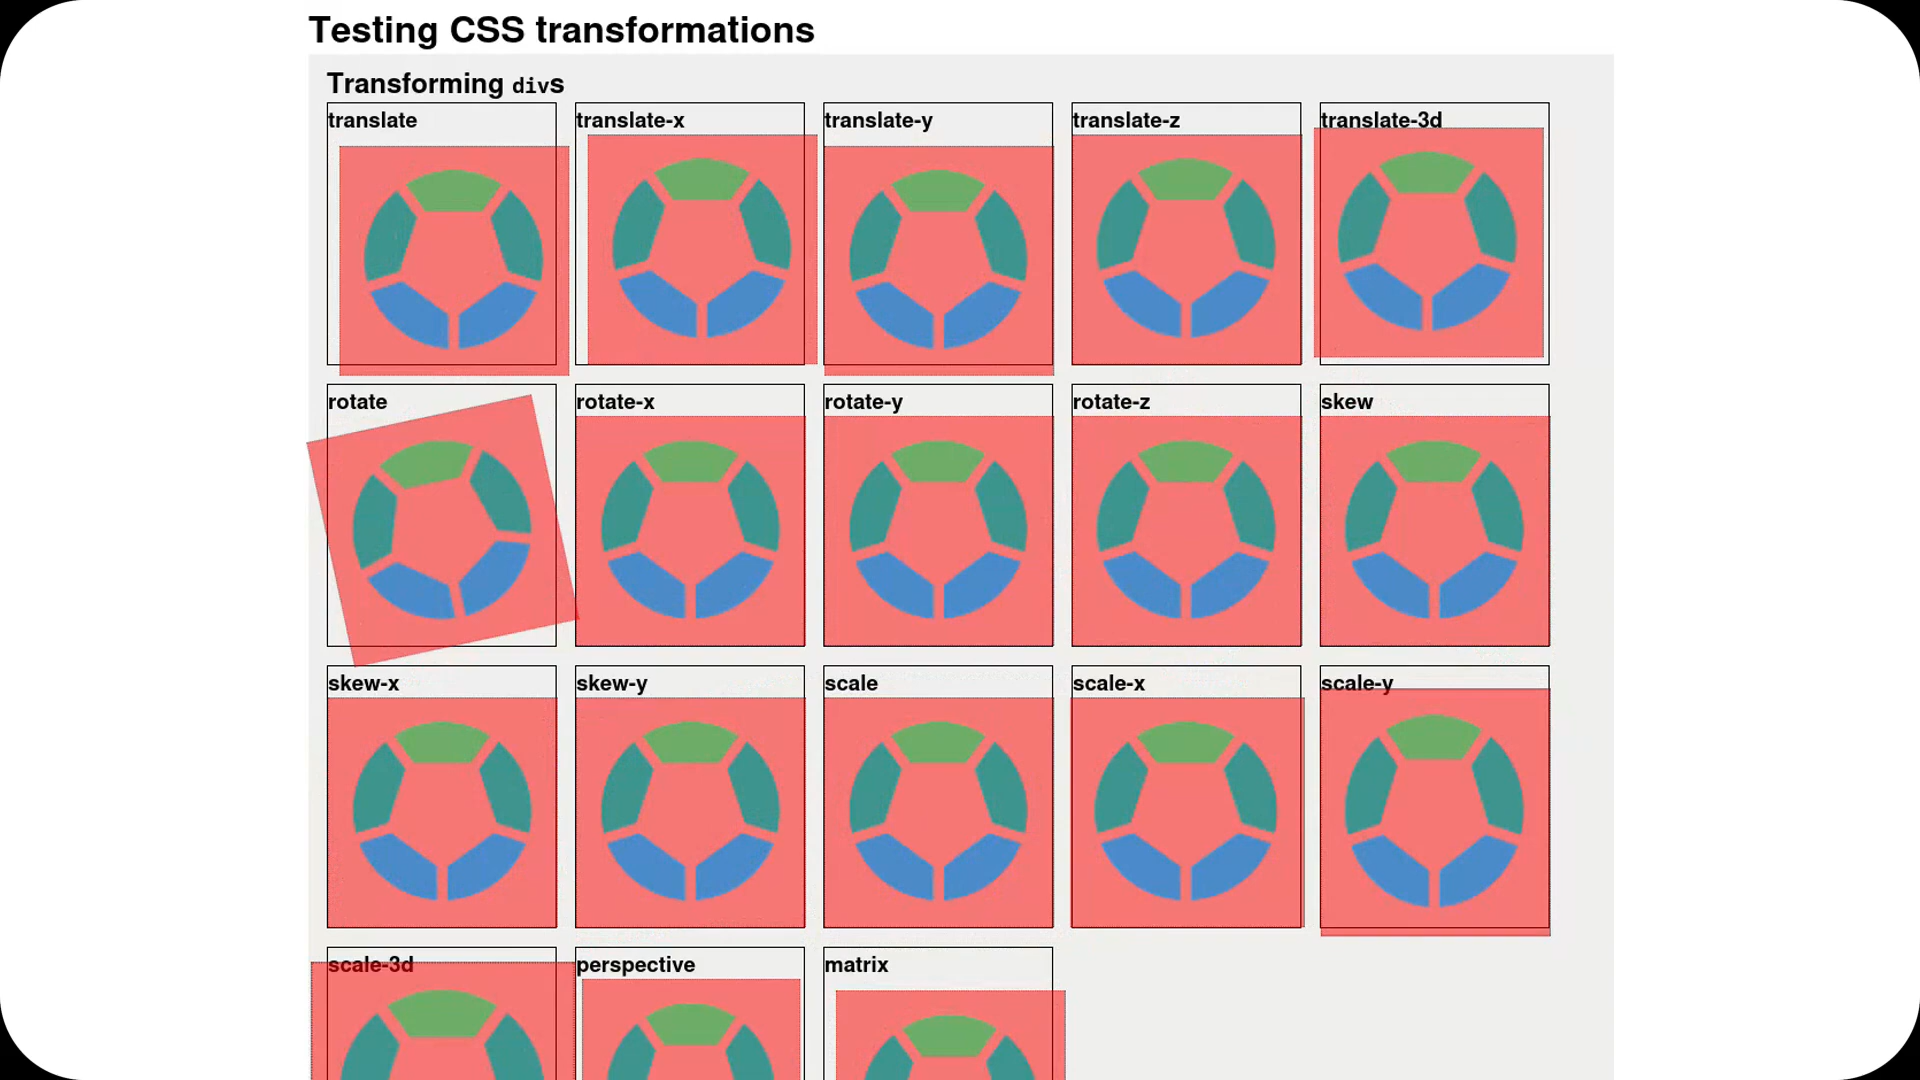 Testing CSS transformations
Transforming divs
translate
translate-x
translate-y
translate-z
translate-3d
rotate
rotate-x
rotate-y
rotate-z
skew
skew-x
skew-y
scale
scale-x
scale-y
scale-3d
perspective
matrix